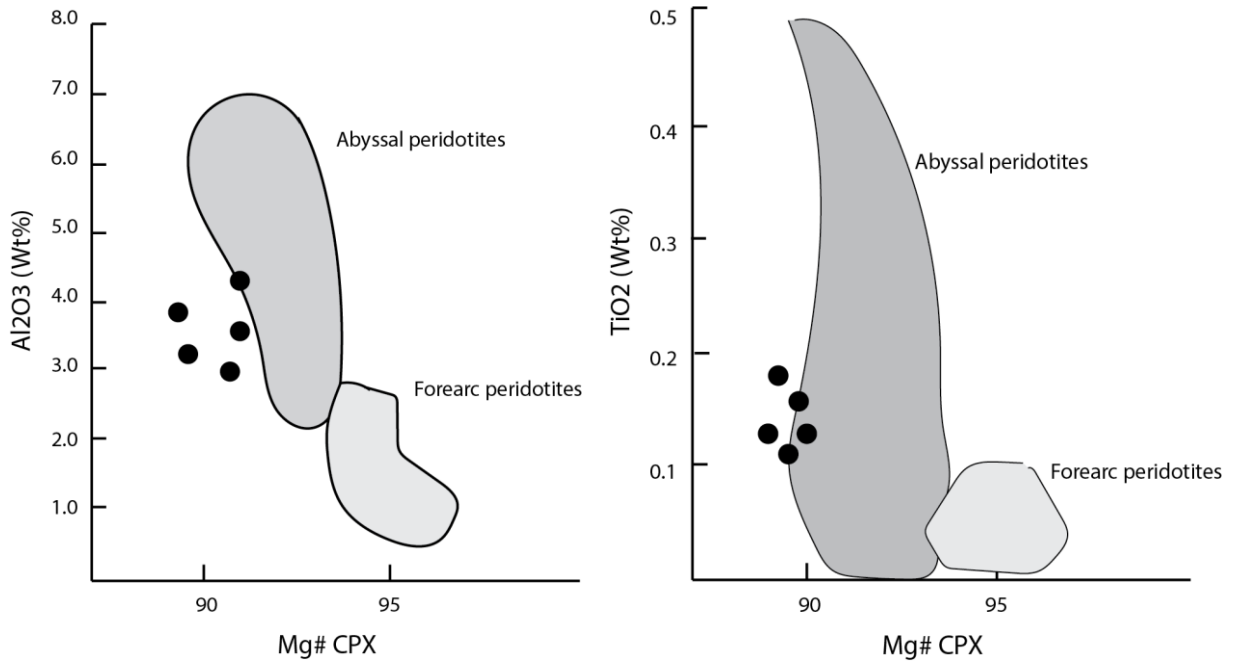 8.0
7.0
6.0
5.0
4.0
3.0
2.0
1.0
Al2O3 (Wt%)
Abyssal peridotites
Forearc peridotites
90
95
Mg# CPX
0.5
0.4
0.3
0.2
0.1
TiO2 (Wt%)
Abyssal peridotites
Forearc peridotites
90
95
Mg# CPX